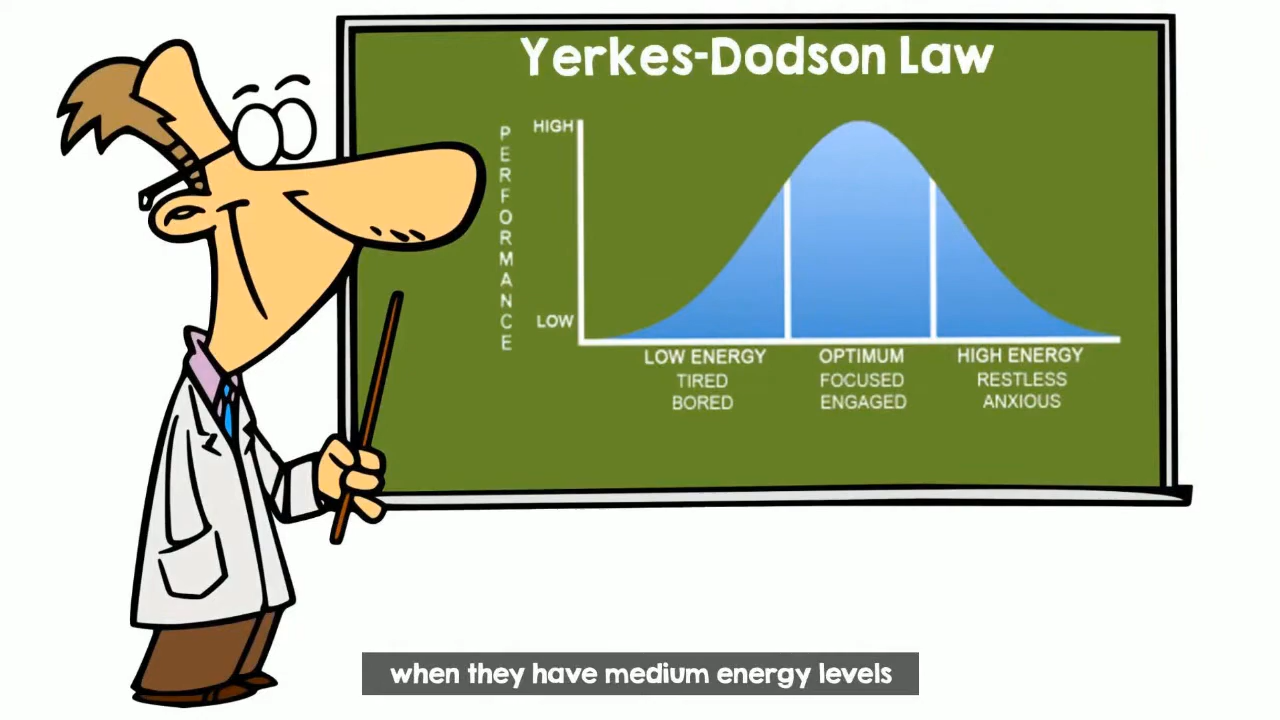 Yerkes-Dodson Law
PERFORMANCE
HIGH
LOW
LOW ENERGY
TIRED
BORED
OPTIMUM
FOCUSED
ENGAGED
HIGH ENERGY
RESTLESS
ANXIOUS
when they have medium energy levels